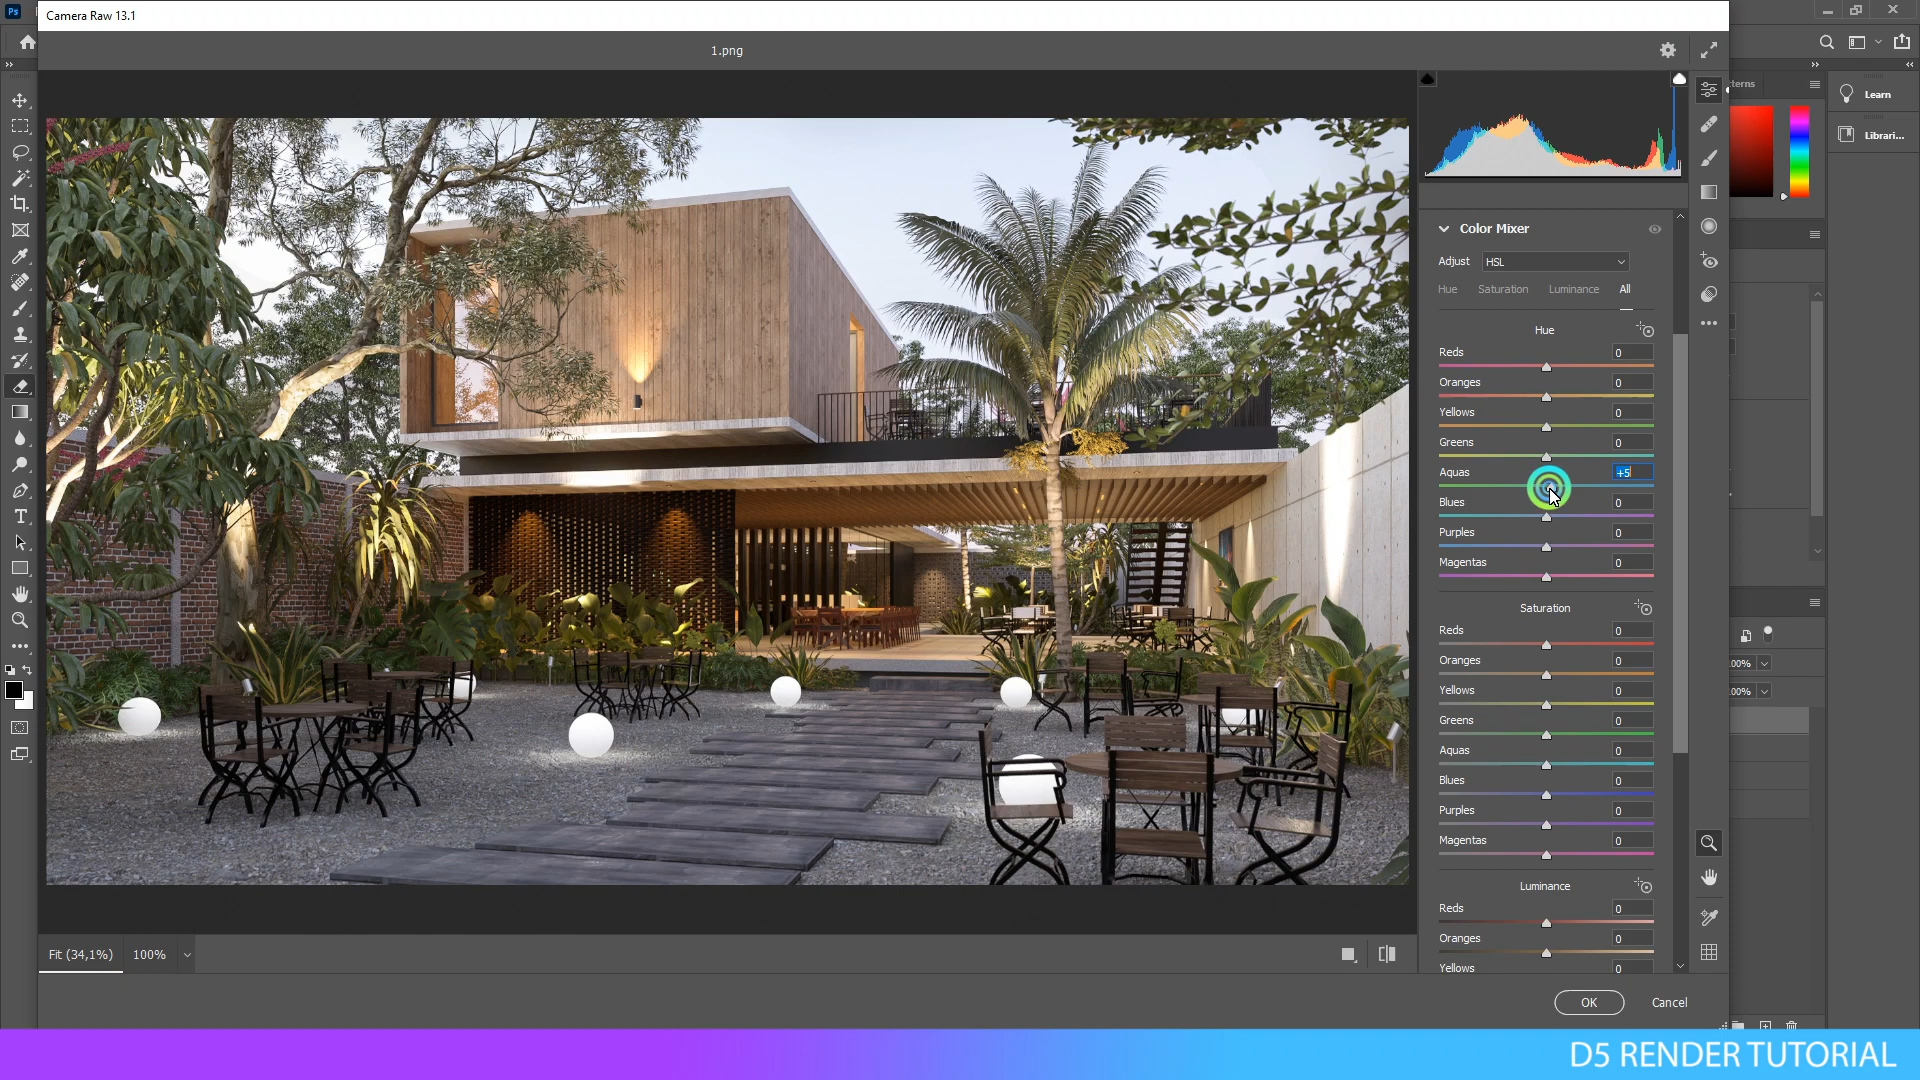 Ps
Camera Raw 13.1
1.png
Learn
Librari...
Color Mixer
Adjust
HSL
Hue
Saturation
Luminance
All
Hue
Reds
0
Oranges
0
Yellows
0
Greens
0
Aquas
+5
Blues
0
Purples
0
Magentas
0
Saturation
Reds
0
Oranges
0
Yellows
0
Greens
0
Aquas
0
Blues
0
Purples
0
Magentas
0
Luminance
Reds
0
Oranges
0
Yellows
0
Fit (34,1%)
100%
OK
Cancel
D5 RENDER TUTORIAL